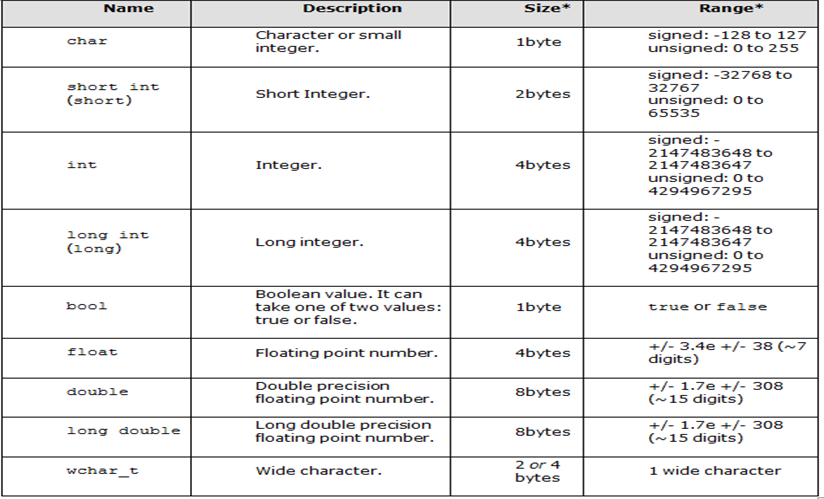 Name Description Size* Range*
char Character or small integer. 1byte signed: -128 to 127 unsigned: 0 to 255
short int (short) Short Integer. 2bytes signed: -32768 to 32767 unsigned: 0 to 65535
int Integer. 4bytes signed: -2147483648 to 2147483647 unsigned: 0 to 4294967295
long int (long) Long integer. 4bytes signed: -2147483648 to 2147483647 unsigned: 0 to 4294967295
bool Boolean value. It can take one of two values: true or false. 1byte true or false
float Floating point number. 4bytes +/- 3.4e +/- 38 (~7 digits)
double Double precision floating point number. 8bytes +/- 1.7e +/- 308 (~15 digits)
long double Long double precision floating point number. 8bytes +/- 1.7e +/- 308 (~15 digits)
wchar_t Wide character. 2 or 4 bytes 1 wide character